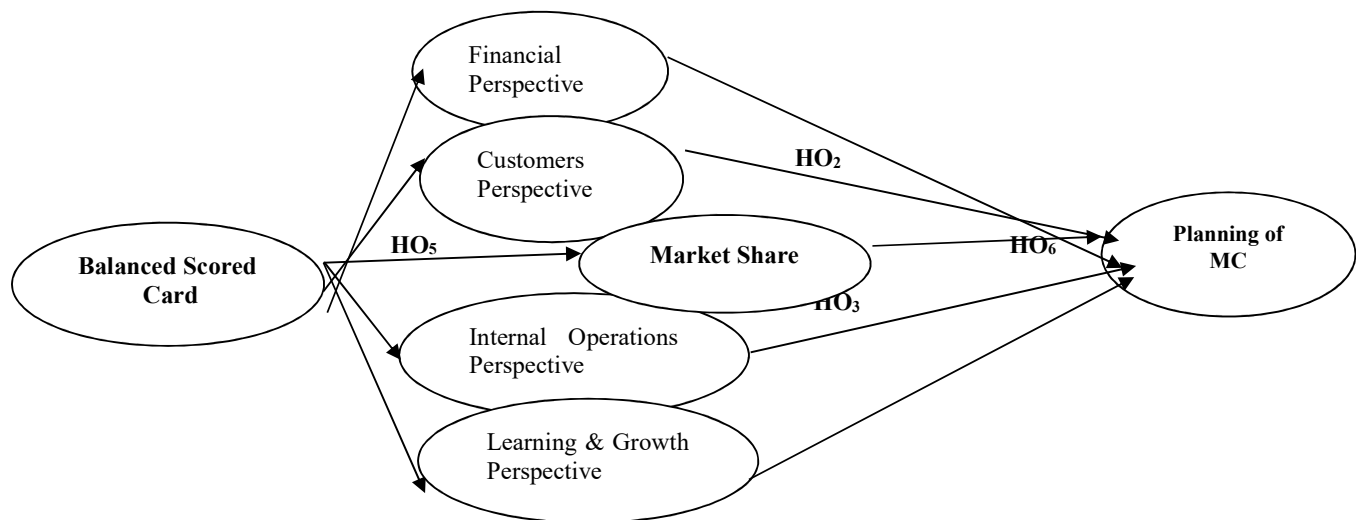 Financial
Perspective
Customers
Perspective
HO₂
Balanced Scored
Card
HO₅
Market Share
HO₆
Planning of
MC
HO₃
Internal Operations
Perspective
Learning & Growth
Perspective